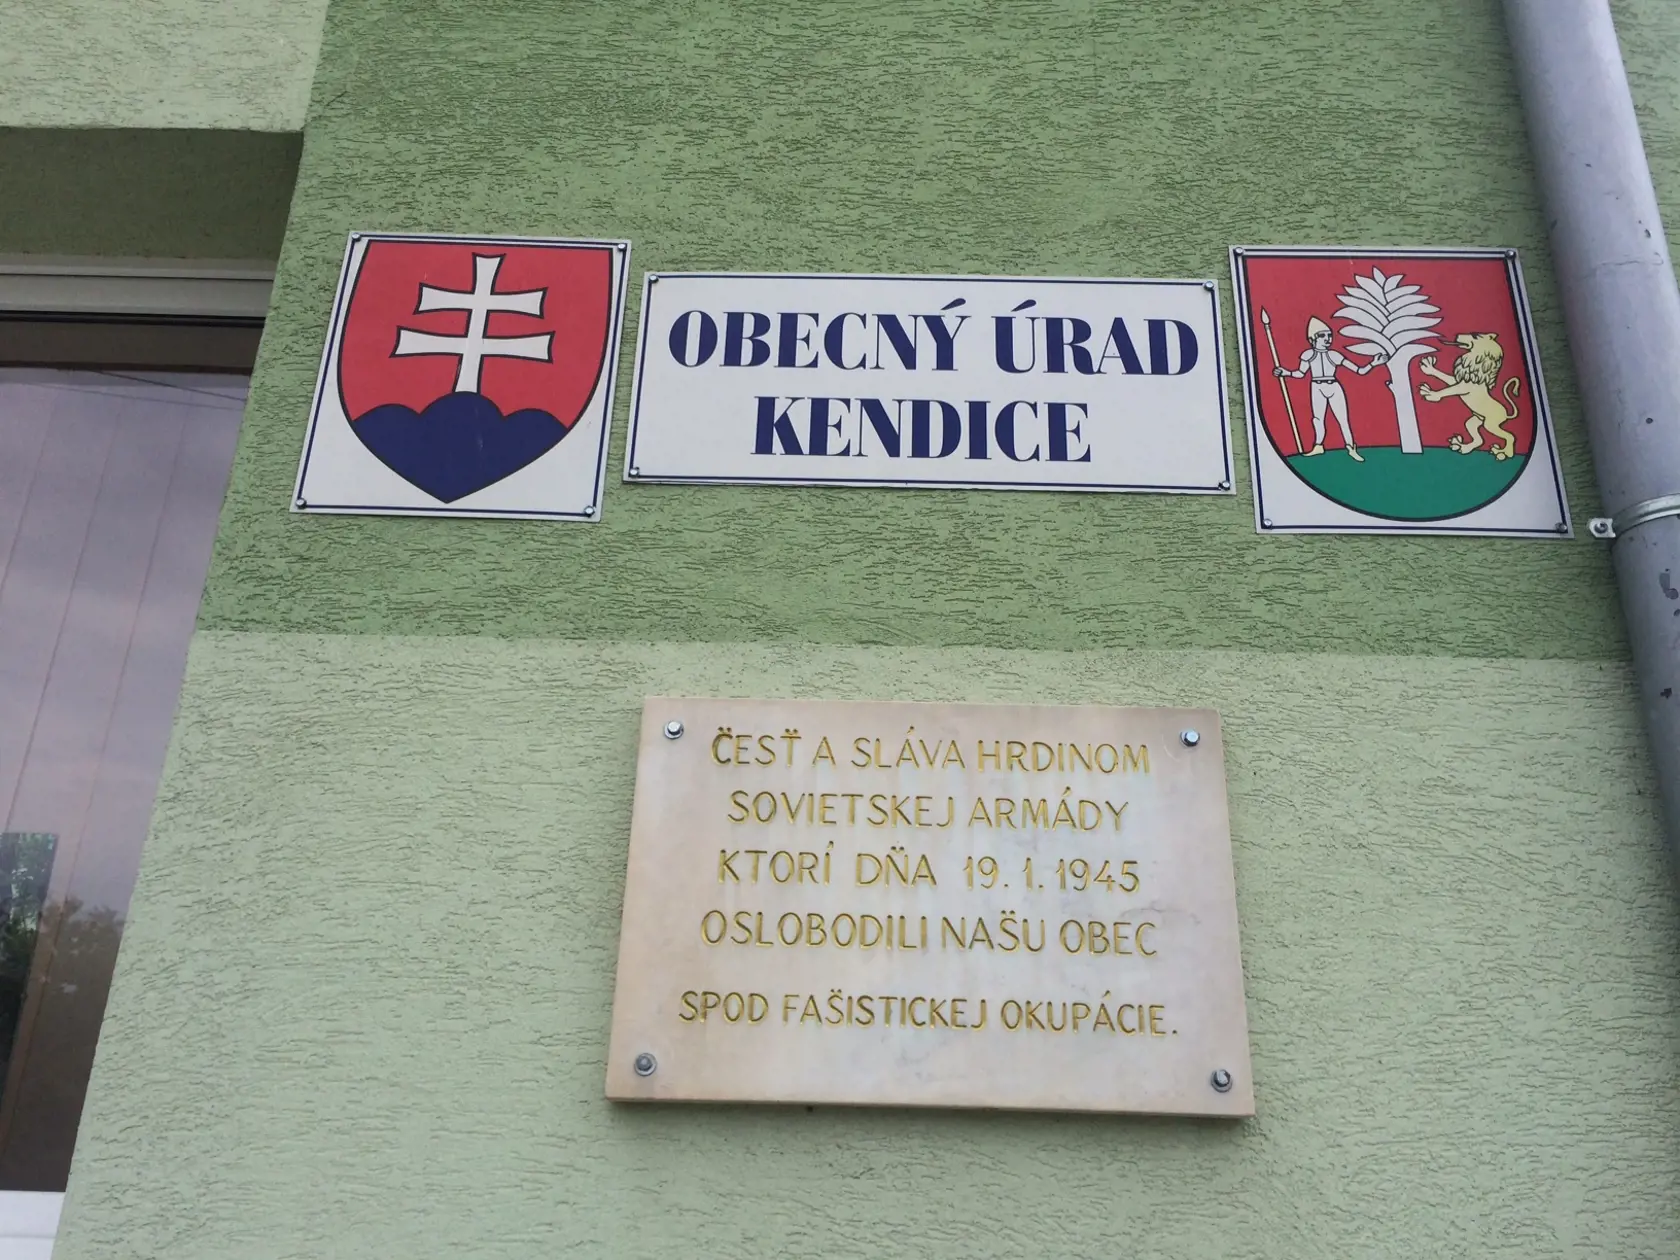 OBECNÝ ÚRAD
KENDICE
ČESŤ A SLÁVA HRDINOM
SOVIETSKEJ ARMÁDY
KTORÍ DŇA 19. 1. 1945
OSLOBODILI NAŠU OBEC
SPOD FAŠISTICKEJ OKUPÁCIE.